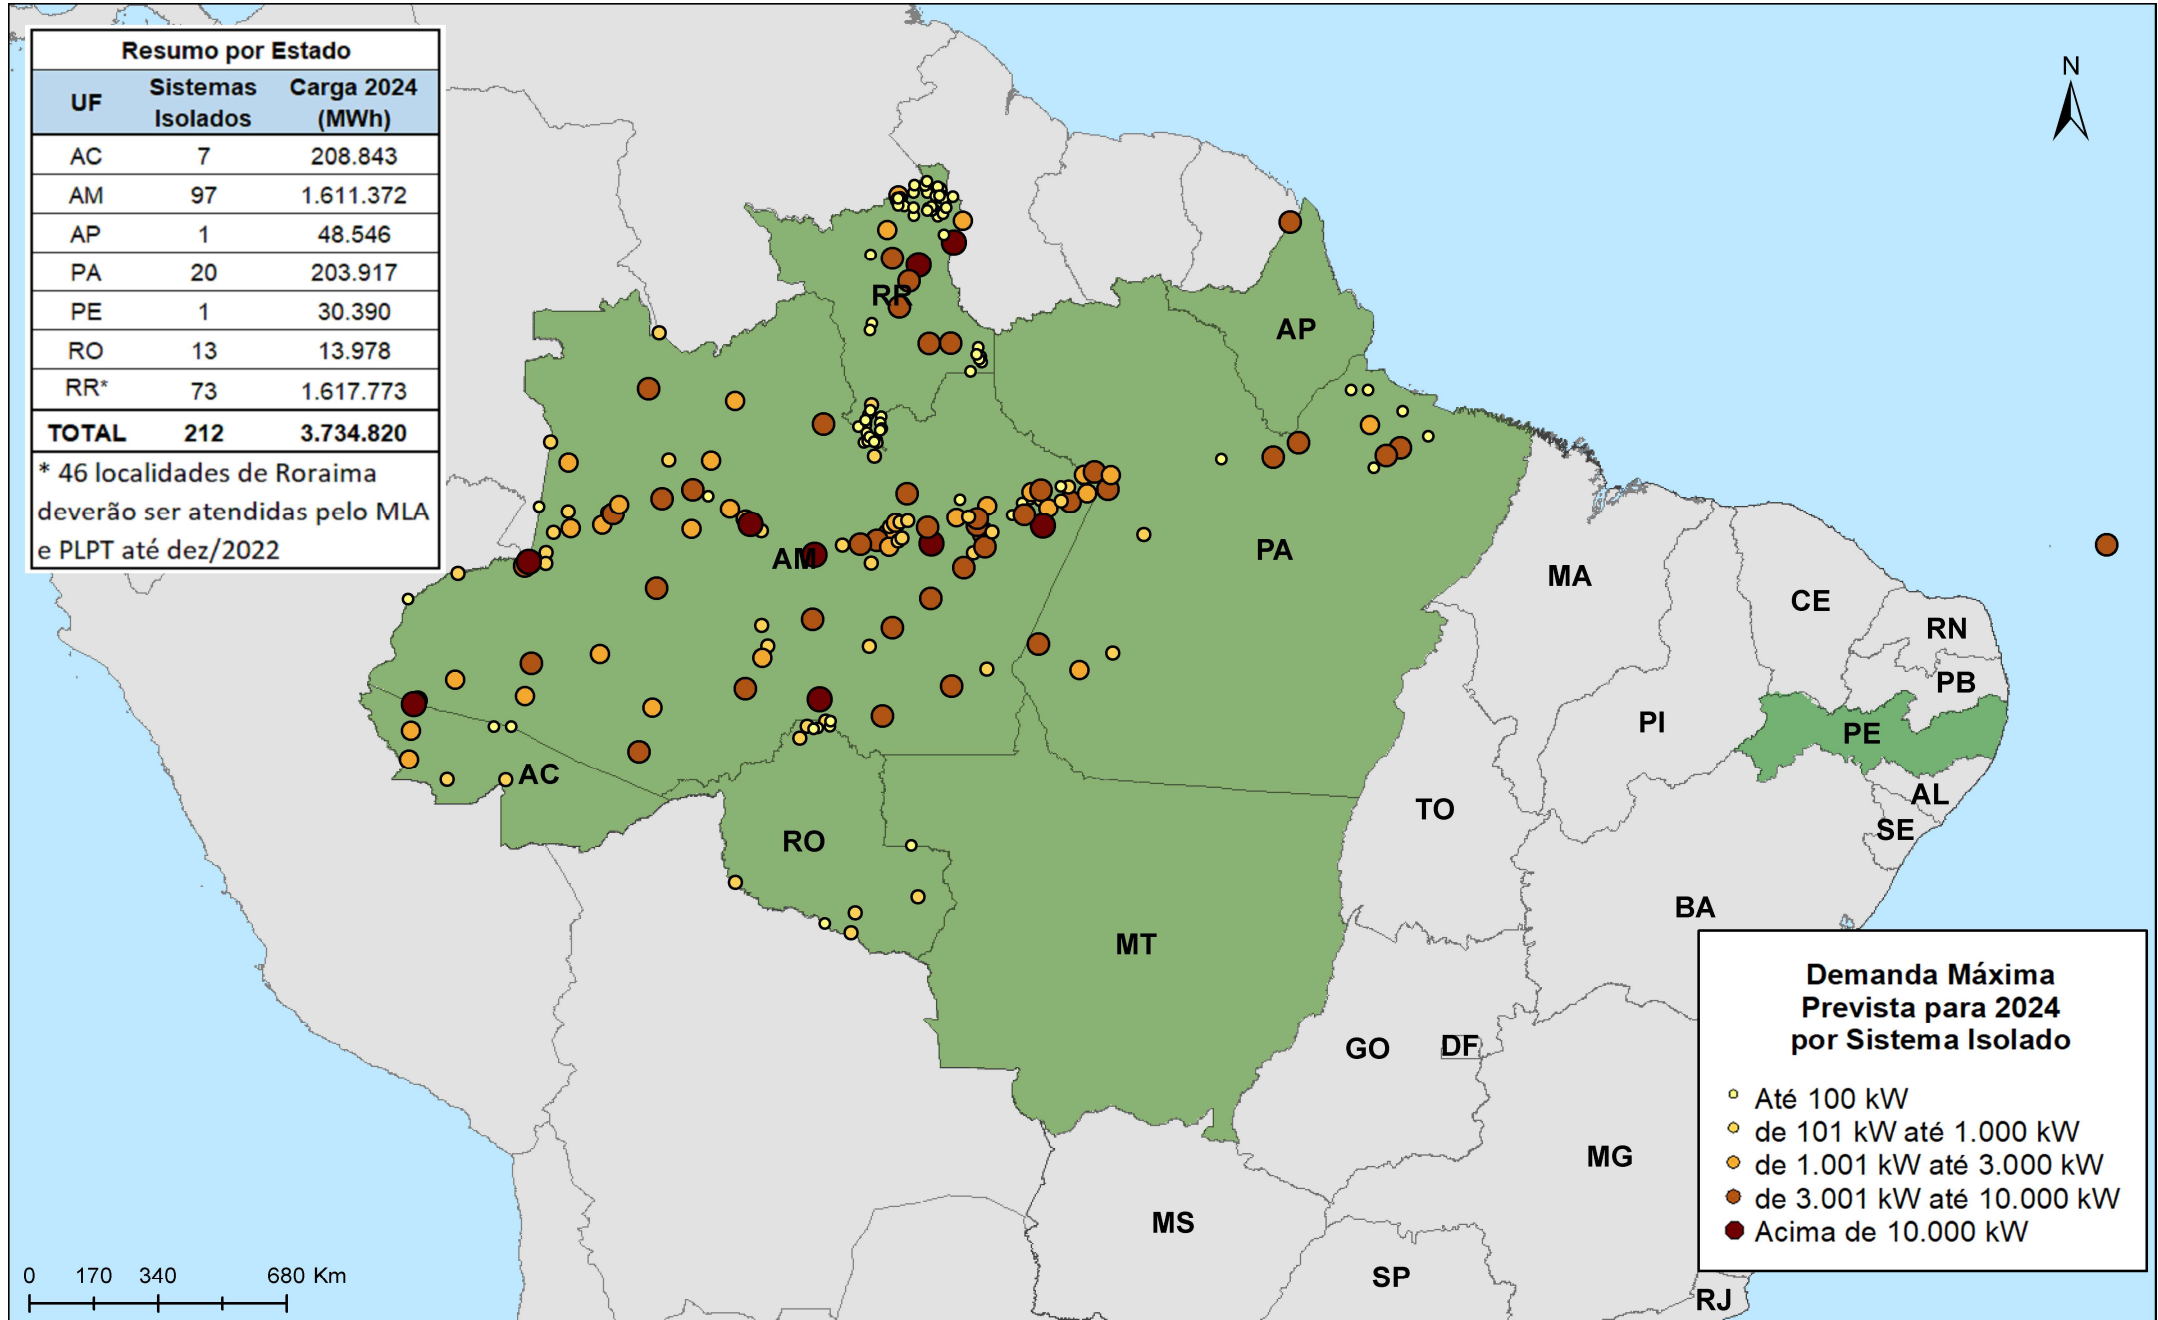 Resumo por Estado
UF Sistemas Isolados Carga 2024 (MWh)
AC 7 208.843
AM 97 1.611.372
AP 1 48.546
PA 20 203.917
PE 1 30.390
RO 13 13.978
RR* 73 1.617.773
TOTAL 212 3.734.820
* 46 localidades de Roraima
deverão ser atendidas pelo MLA
e PLPT até dez/2022
N
RR
AP
AM
PA
MA
CE
RN
PB
PI
PE
AC
TO
AL
SE
RO
BA
MT
GO
DF
MG
MS
SP
RJ
Demanda Máxima
Prevista para 2024
por Sistema Isolado
Até 100 kW
de 101 kW até 1.000 kW
de 1.001 kW até 3.000 kW
de 3.001 kW até 10.000 kW
Acima de 10.000 kW
0 170 340 680 Km